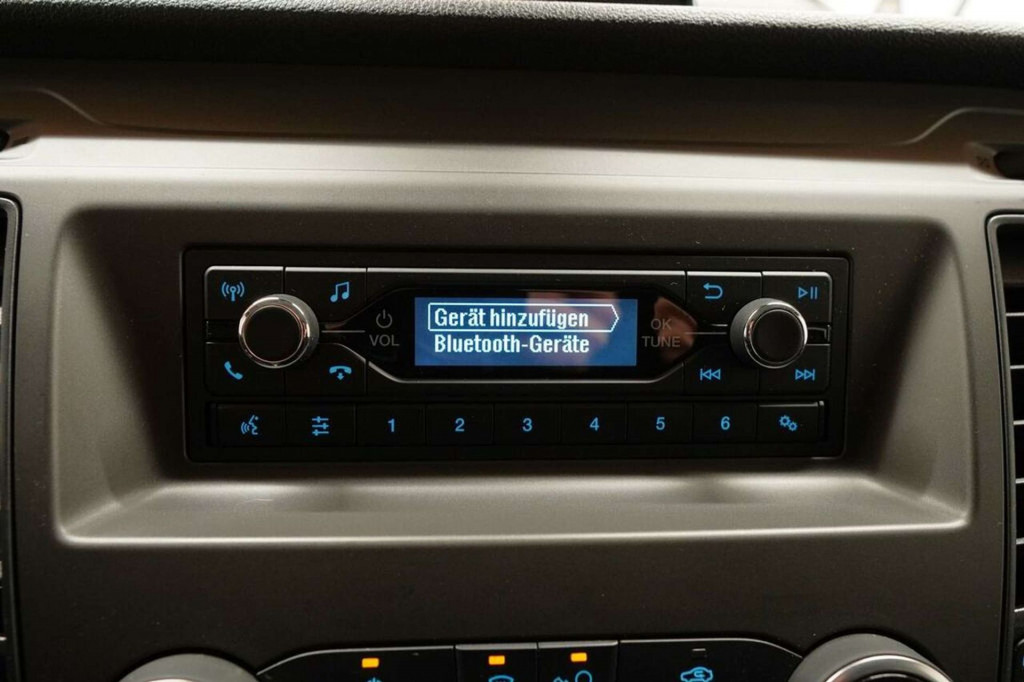 Gerät hinzufügen
Bluetooth-Geräte
VOL
OK
TUNE
1 2 3 4 5 6